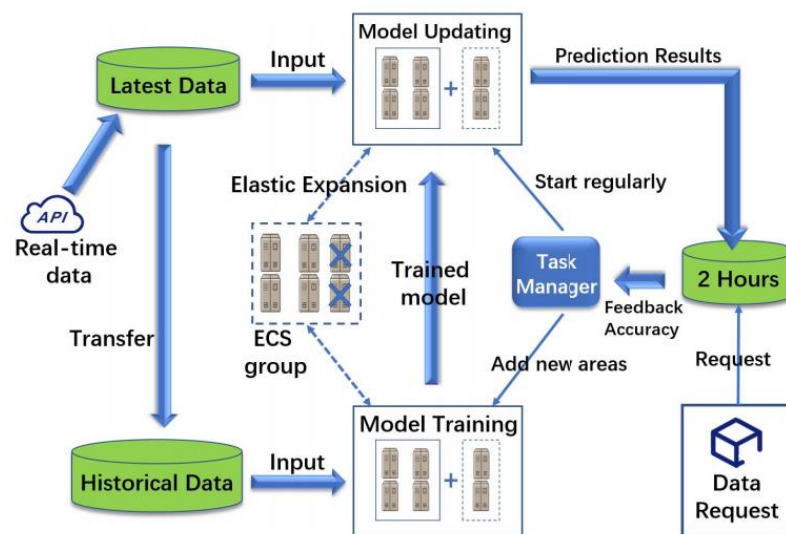 Model Updating
+
Input
Prediction Results
Latest Data
Elastic Expansion
Start regularly
API
Real-time
data
Trained
model
Task
Manager
2 Hours
Feedback
Accuracy
Transfer
ECS
group
Add new areas
Request
Model Training
+
Input
Historical Data
Data
Request